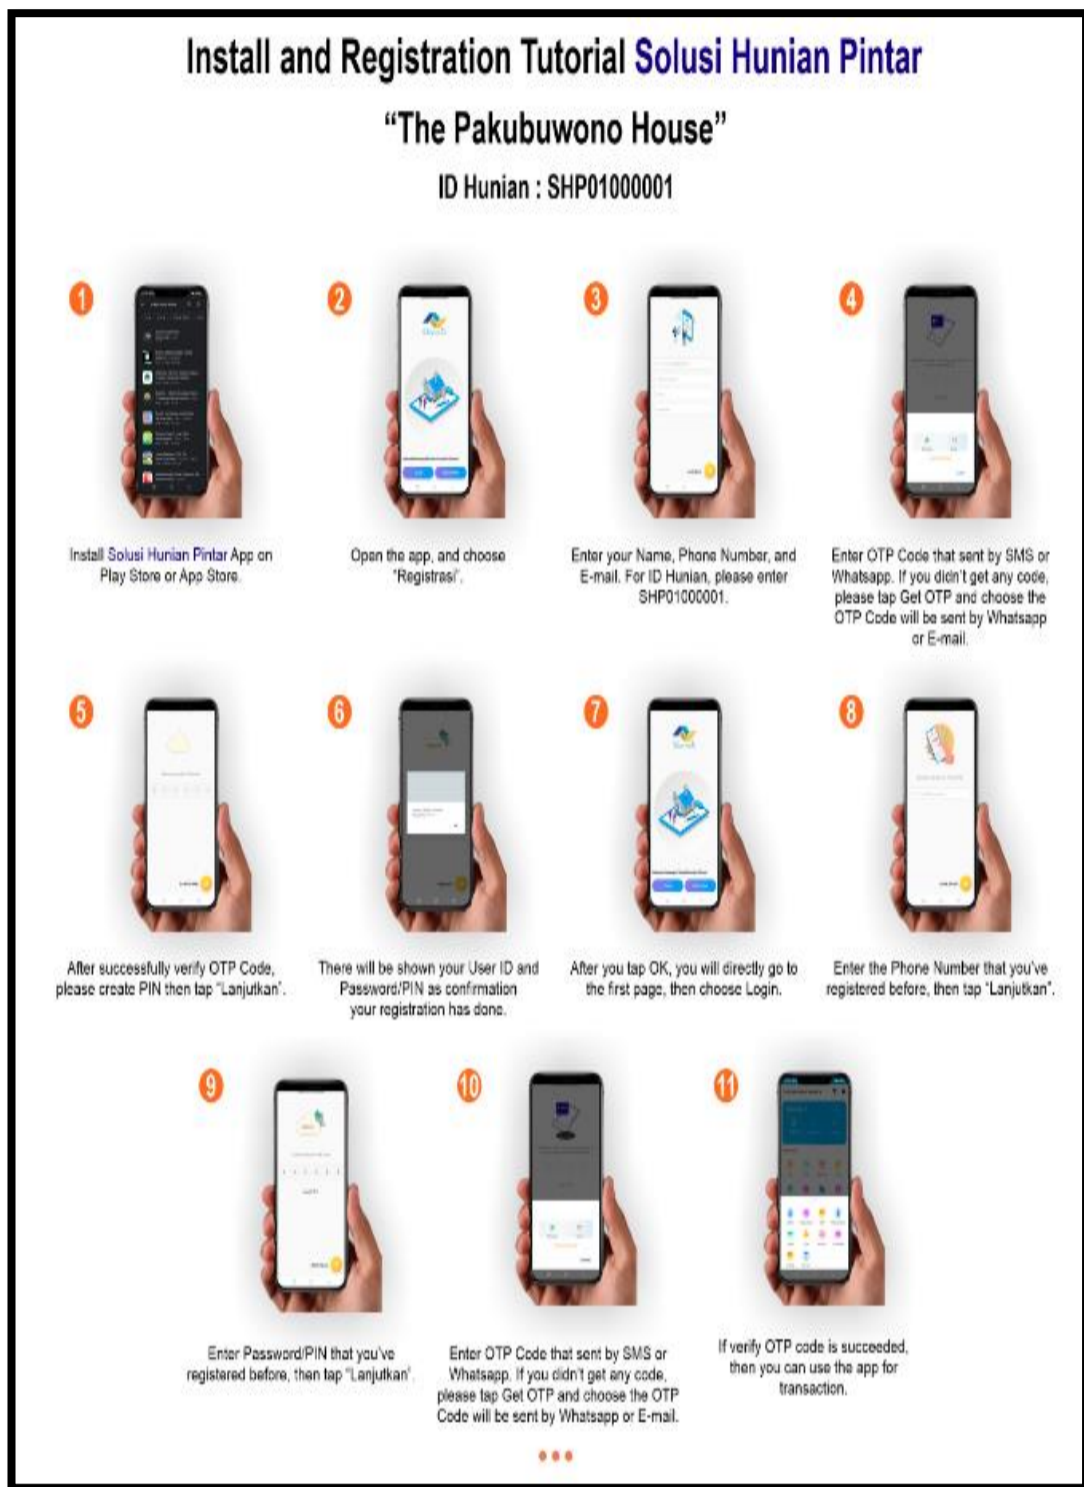 Install and Registration Tutorial Solusi Hunian Pintar
“The Pakubuwono House”
ID Hunian : SHP01000001
1
Install Solusi Hunian Pintar App on
Play Store or App Store.
2
Open the app, and choose
“Registrasi”.
3
Enter your Name, Phone Number, and
E-mail. For ID Hunian, please enter
SHP01000001.
4
Enter OTP Code that sent by SMS or
Whatsapp. If you didn't get any code,
please tap Get OTP and choose the
OTP Code will be sent by Whatsapp
or E-mail.
5
After successfully verify OTP Code,
please create PIN then tap “Lanjutkan”.
6
There will be shown your User ID and
Password/PIN as confirmation
your registration has done.
7
After you tap OK, you will directly go to
the first page, then choose Login.
8
Enter the Phone Number that you've
registered before, then tap “Lanjutkan”.
9
Enter Password/PIN that you've
registered before, then tap “Lanjutkan”.
10
Enter OTP Code that sent by SMS or
Whatsapp. If you didn't get any code,
please tap Get OTP and choose the OTP
Code will be sent by Whatsapp or E-mail.
11
If verify OTP code is succeeded,
then you can use the app for
transaction.